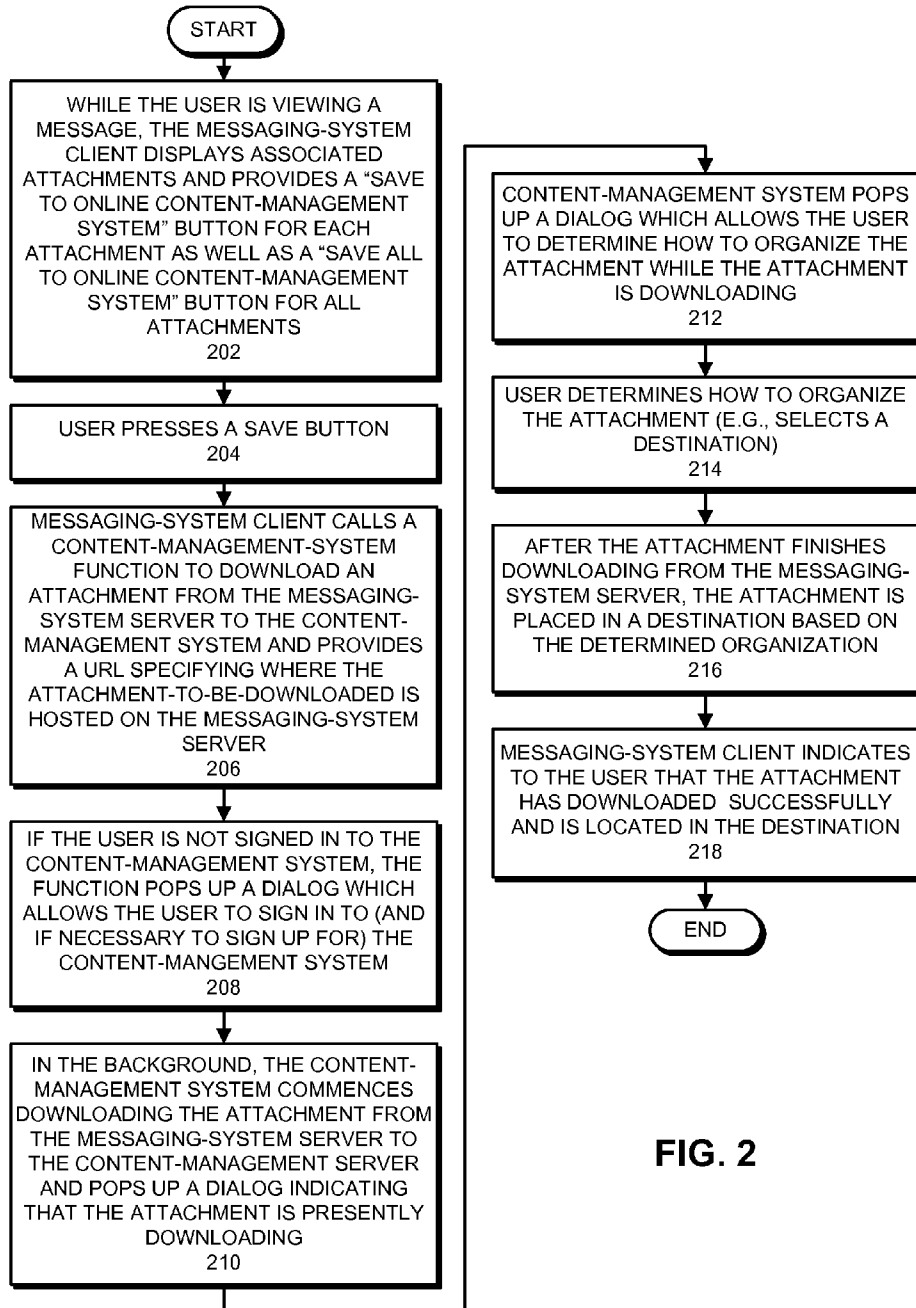 START
WHILE THE USER IS VIEWING A
MESSAGE, THE MESSAGING-SYSTEM
CLIENT DISPLAYS ASSOCIATED
ATTACHMENTS AND PROVIDES A “SAVE
TO ONLINE CONTENT-MANAGEMENT
SYSTEM” BUTTON FOR EACH
ATTACHMENT AS WELL AS A “SAVE ALL
TO ONLINE CONTENT-MANAGEMENT
SYSTEM” BUTTON FOR ALL
ATTACHMENTS
202
USER PRESSES A SAVE BUTTON
204
MESSAGING-SYSTEM CLIENT CALLS A
CONTENT-MANAGEMENT-SYSTEM
FUNCTION TO DOWNLOAD AN
ATTACHMENT FROM THE MESSAGING-
SYSTEM SERVER TO THE CONTENT-
MANAGEMENT SYSTEM AND PROVIDES
A URL SPECIFYING WHERE THE
ATTACHMENT-TO-BE-DOWNLOADED IS
HOSTED ON THE MESSAGING-SYSTEM
SERVER
206
IF THE USER IS NOT SIGNED IN TO THE
CONTENT-MANAGEMENT SYSTEM, THE
FUNCTION POPS UP A DIALOG WHICH
ALLOWS THE USER TO SIGN IN TO (AND
IF NECESSARY TO SIGN UP FOR) THE
CONTENT-MANGEMENT SYSTEM
208
IN THE BACKGROUND, THE CONTENT-
MANAGEMENT SYSTEM COMMENCES
DOWNLOADING THE ATTACHMENT FROM
THE MESSAGING-SYSTEM SERVER TO
THE CONTENT-MANAGEMENT SERVER
AND POPS UP A DIALOG INDICATING
THAT THE ATTACHMENT IS PRESENTLY
DOWNLOADING
210
CONTENT-MANAGEMENT SYSTEM POPS
UP A DIALOG WHICH ALLOWS THE USER
TO DETERMINE HOW TO ORGANIZE THE
ATTACHMENT WHILE THE ATTACHMENT
IS DOWNLOADING
212
USER DETERMINES HOW TO ORGANIZE
THE ATTACHMENT (E.G., SELECTS A
DESTINATION)
214
AFTER THE ATTACHMENT FINISHES
DOWNLOADING FROM THE MESSAGING-
SYSTEM SERVER, THE ATTACHMENT IS
PLACED IN A DESTINATION BASED ON
THE DETERMINED ORGANIZATION
216
MESSAGING-SYSTEM CLIENT INDICATES
TO THE USER THAT THE ATTACHMENT
HAS DOWNLOADED SUCCESSFULLY
AND IS LOCATED IN THE DESTINATION
218
END
FIG. 2